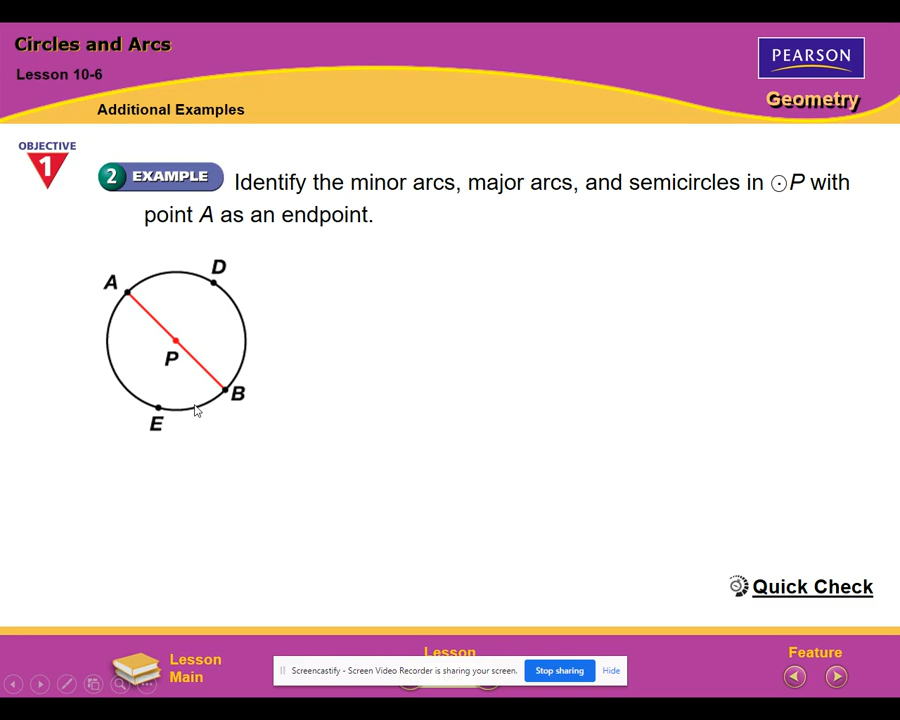 Circles and Arcs
Lesson 10-6
PEARSON
Geometry
Additional Examples
OBJECTIVE
1
2 EXAMPLE Identify the minor arcs, major arcs, and semicircles in ⊙P with
point A as an endpoint.
A
D
P
B
E
Quick Check
Lesson
Main
Lesson
Feature
Screencastify - Screen Video Recorder is sharing your screen. Stop sharing Hide